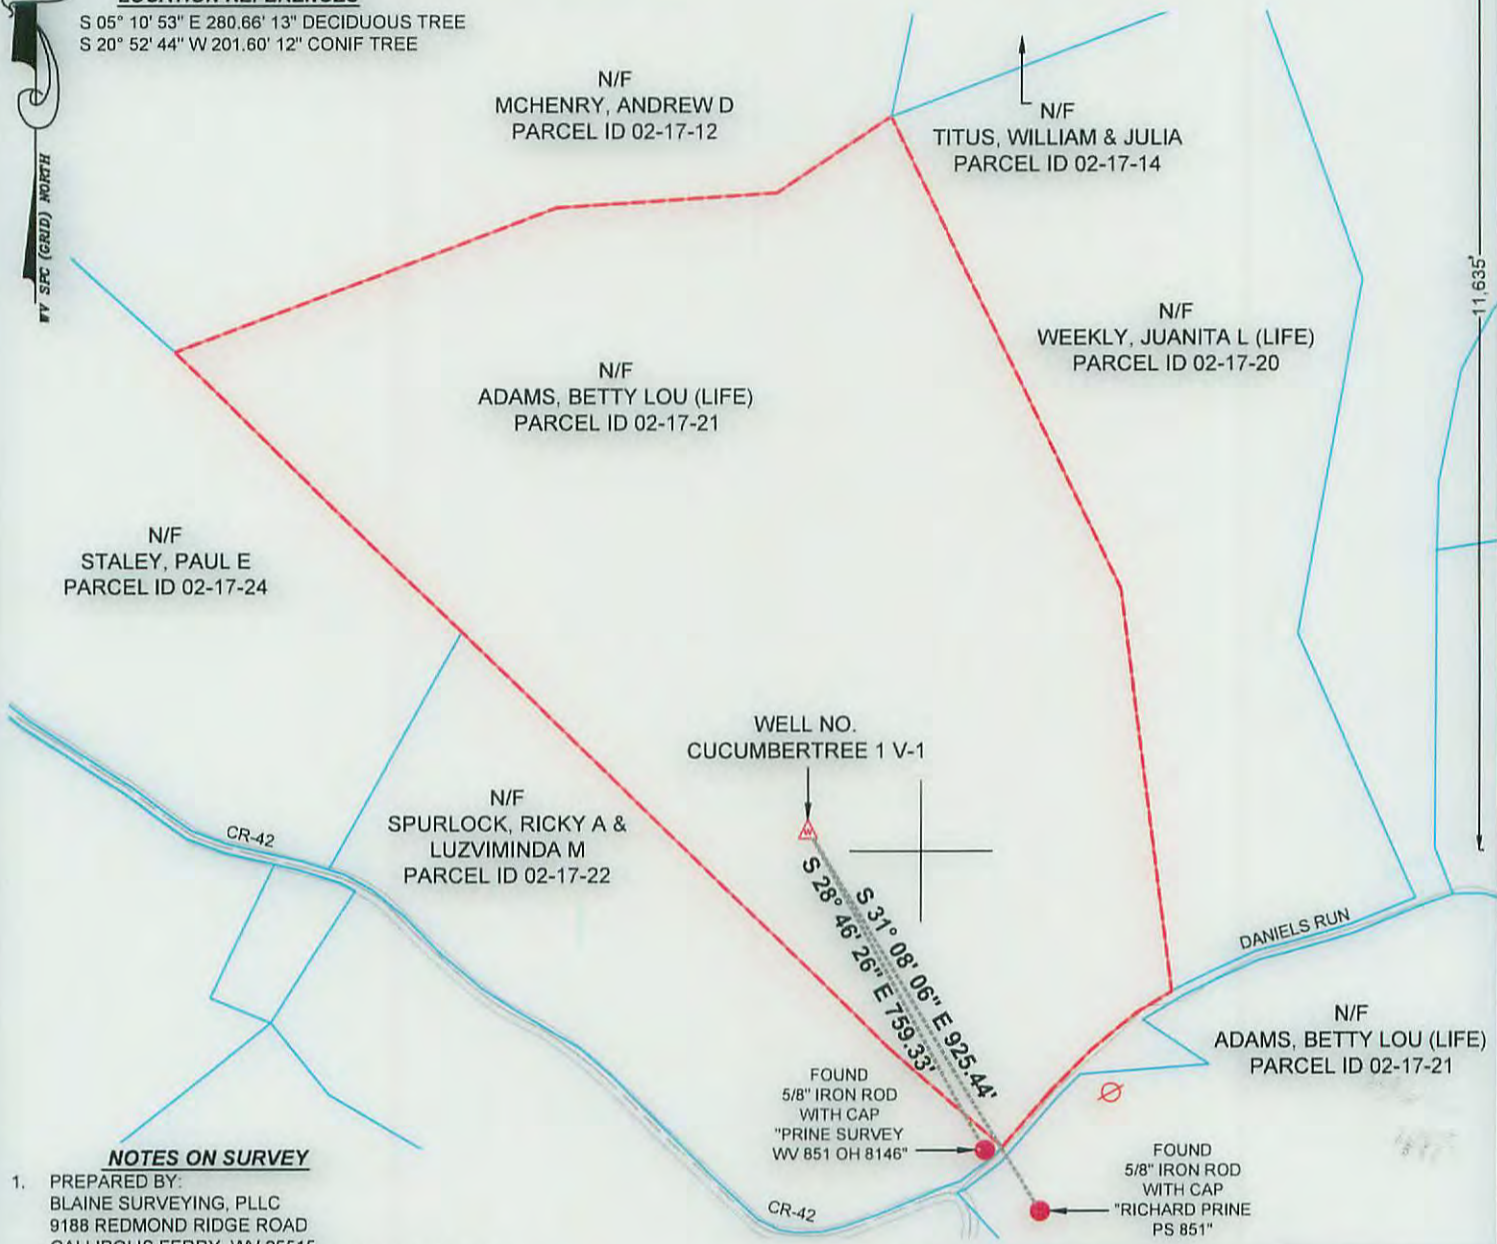 LOCATION REFERENCES
S 05° 10' 53" E 280.66' 13" DECIDUOUS TREE
S 20° 52' 44" W 201.60' 12" CONIF TREE
WV SPC (GRID) NORTH
N/F
MCHENRY, ANDREW D
PARCEL ID 02-17-12
N/F
TITUS, WILLIAM & JULIA
PARCEL ID 02-17-14
11,635'
N/F
WEEKLY, JUANITA L (LIFE)
PARCEL ID 02-17-20
N/F
ADAMS, BETTY LOU (LIFE)
PARCEL ID 02-17-21
N/F
STALEY, PAUL E
PARCEL ID 02-17-24
WELL NO.
CUCUMBERTREE 1 V-1
W
N/F
SPURLOCK, RICKY A &
LUZVIMINDA M
PARCEL ID 02-17-22
CR-42
S 31° 08' 06" E 925.44'
S 28° 46' 26" E 759.33'
DANIELS RUN
N/F
ADAMS, BETTY LOU (LIFE)
PARCEL ID 02-17-21
FOUND
5/8" IRON ROD
WITH CAP
"PRINE SURVEY
WV 851 OH 8146"
FOUND
5/8" IRON ROD
WITH CAP
"RICHARD PRINE
PS 851"
CR-42
NOTES ON SURVEY
1. PREPARED BY:
BLAINE SURVEYING, PLLC
9188 REDMOND RIDGE ROAD
GALLIPOLIS FERRY, WV 25515